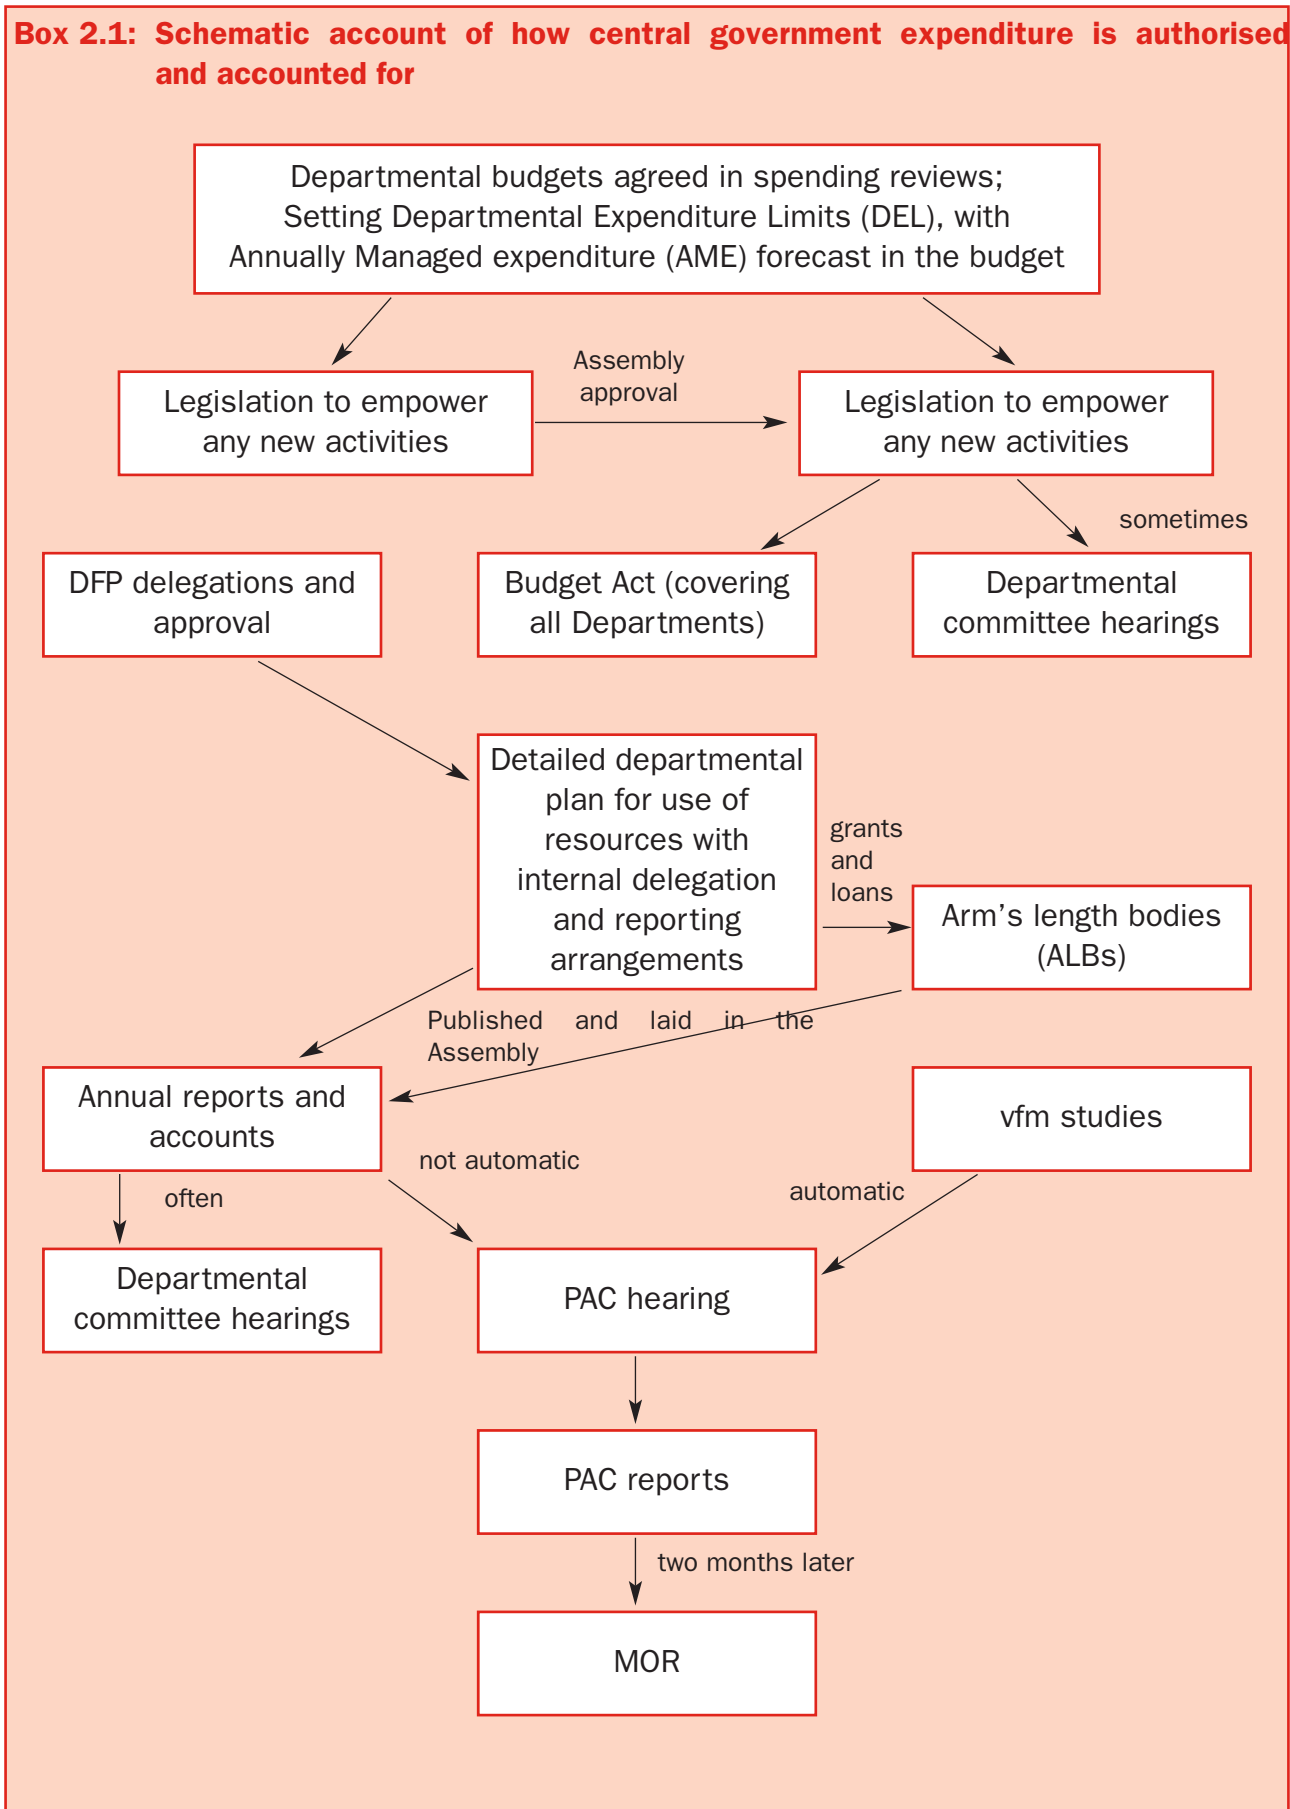 Box 2.1: Schematic account of how central government expenditure is authorised
and accounted for
Departmental budgets agreed in spending reviews;
Setting Departmental Expenditure Limits (DEL), with
Annually Managed expenditure (AME) forecast in the budget
Assembly
approval
Legislation to empower
any new activities
Legislation to empower
any new activities
sometimes
DFP delegations and
approval
Budget Act (covering
all Departments)
Departmental
committee hearings
Detailed departmental
plan for use of
resources with
internal delegation
and reporting
arrangements
grants
and
loans
Arm’s length bodies
(ALBs)
Published and laid in the
Assembly
Annual reports and
accounts
vfm studies
not automatic
automatic
often
Departmental
committee hearings
PAC hearing
PAC reports
two months later
MOR